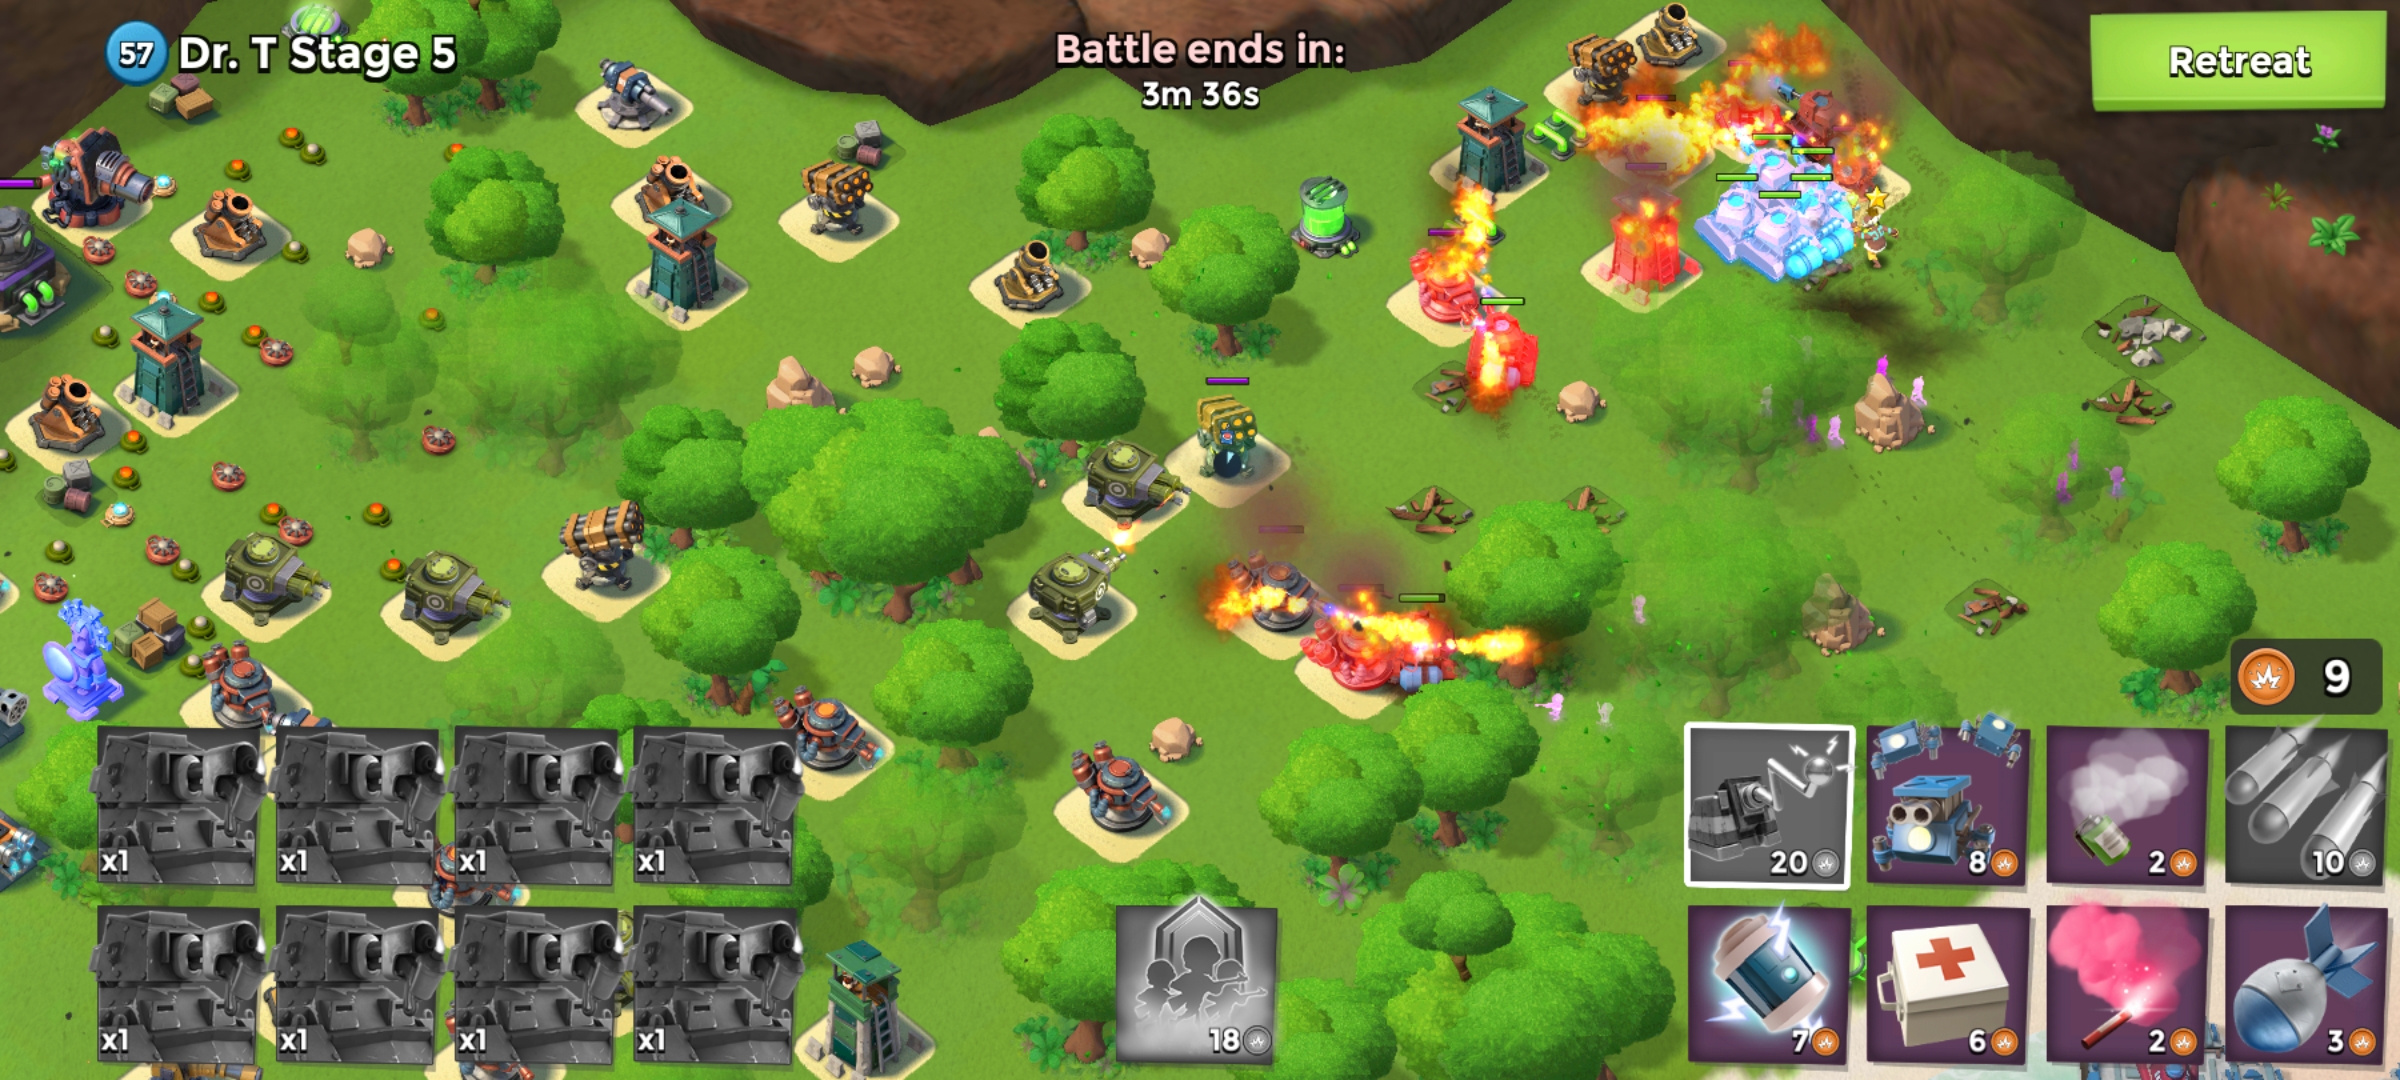 57 Dr. T Stage 5
Battle ends in:
3m 36s
Retreat
9
x1 x1 x1 x1
20 8 2 10
x1 x1 x1 x1
18
7 6 2 3